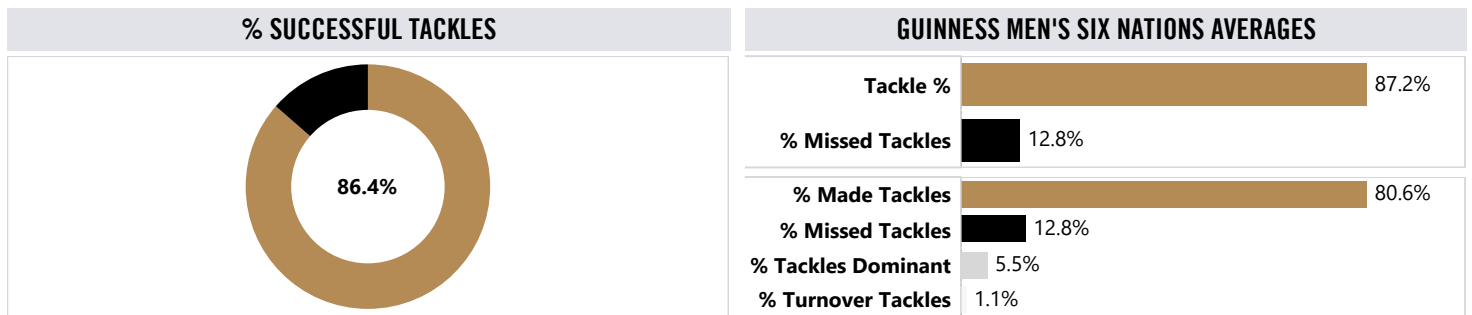 % SUCCESSFUL TACKLES
86.4%
GUINNESS MEN'S SIX NATIONS AVERAGES
Tackle % 87.2%
% Missed Tackles 12.8%
% Made Tackles 80.6%
% Missed Tackles 12.8%
% Tackles Dominant 5.5%
% Turnover Tackles 1.1%